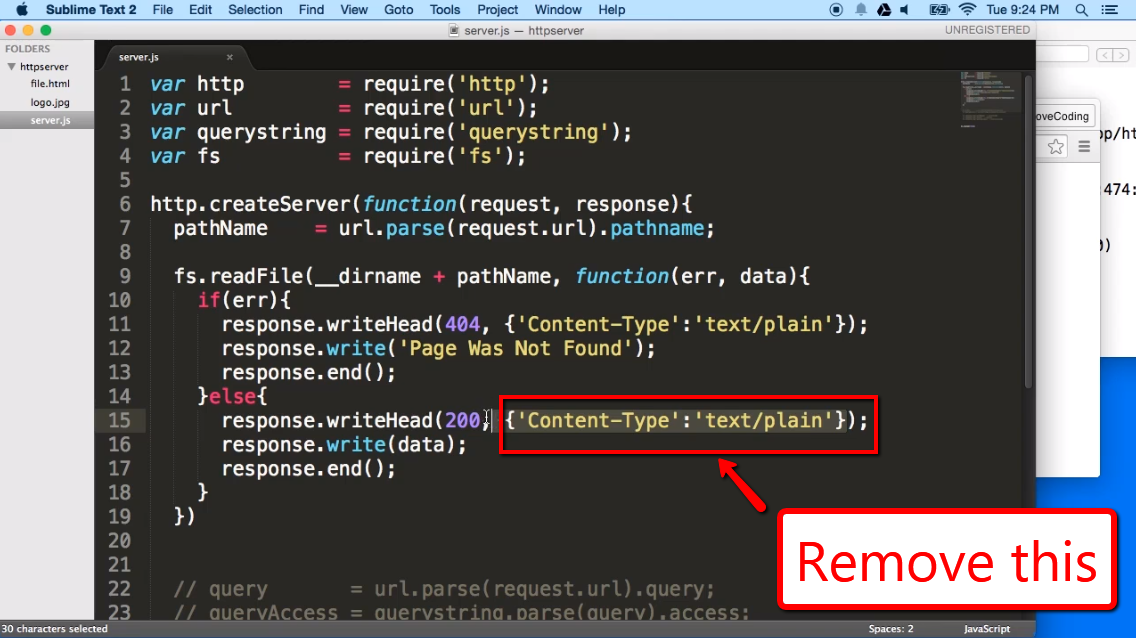 Sublime Text 2 File Edit Selection Find View Goto Tools Project Window Help Tue 9:24 PM
server.js — httpserver UNREGISTERED
FOLDERS
httpserver
file.html
logo.jpg
server.js
server.js ×
1 var http = require('http');
2 var url = require('url');
3 var querystring = require('querystring');
4 var fs = require('fs');
5
6 http.createServer(function(request, response){
7 pathName = url.parse(request.url).pathname;
8
9 fs.readFile(__dirname + pathName, function(err, data){
10 if(err){
11 response.writeHead(404, {'Content-Type':'text/plain'});
12 response.write('Page Was Not Found');
13 response.end();
14 }else{
15 response.writeHead(200, {'Content-Type':'text/plain'});
16 response.write(data);
17 response.end();
18 }
19 })
20
21
22 // query = url.parse(request.url).query;
23 // queryAccess = querystring.parse(query).access;
Remove this
oveCoding
op/ht
474:
)
30 characters selected Spaces: 2 JavaScript